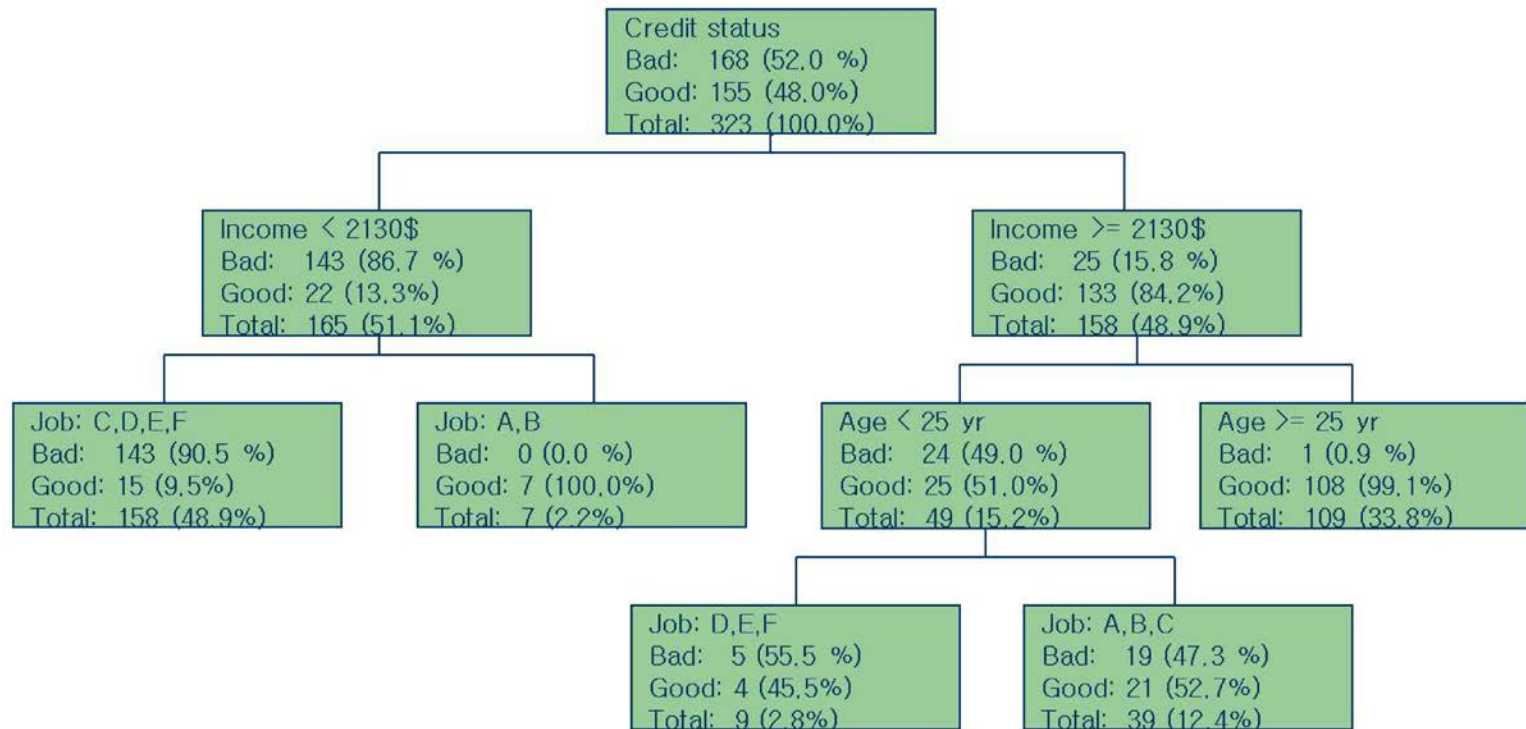 Credit status
Bad: 168 (52.0 %)
Good: 155 (48.0%)
Total: 323 (100.0%)
Income < 2130$
Bad: 143 (86.7 %)
Good: 22 (13.3%)
Total: 165 (51.1%)
Income >= 2130$
Bad: 25 (15.8 %)
Good: 133 (84.2%)
Total: 158 (48.9%)
Job: C,D,E,F
Bad: 143 (90.5 %)
Good: 15 (9.5%)
Total: 158 (48.9%)
Job: A,B
Bad: 0 (0.0 %)
Good: 7 (100.0%)
Total: 7 (2.2%)
Age < 25 yr
Bad: 24 (49.0 %)
Good: 25 (51.0%)
Total: 49 (15.2%)
Age >= 25 yr
Bad: 1 (0.9 %)
Good: 108 (99.1%)
Total: 109 (33.8%)
Job: D,E,F
Bad: 5 (55.5 %)
Good: 4 (45.5%)
Total: 9 (2.8%)
Job: A,B,C
Bad: 19 (47.3 %)
Good: 21 (52.7%)
Total: 39 (12.4%)